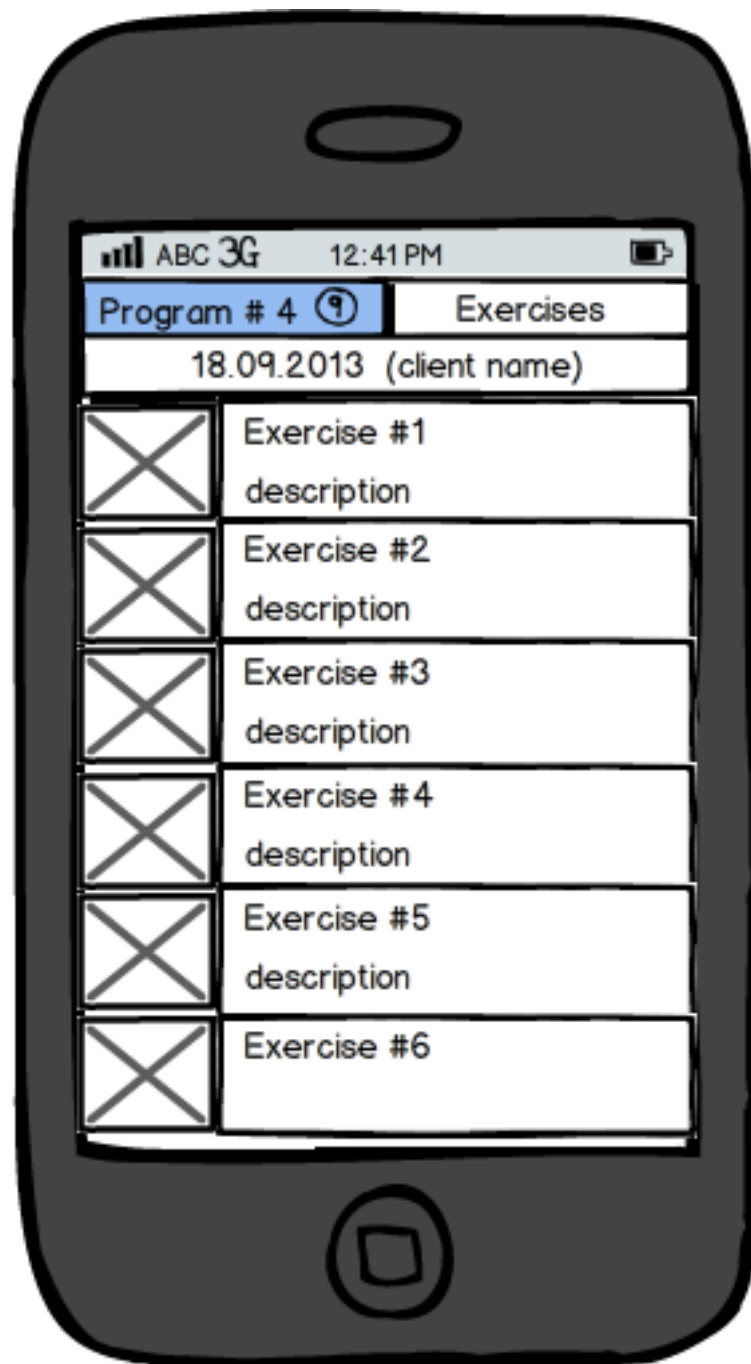 ABC 3G 12:41 PM
Program # 4 9 Exercises
18.09.2013 (client name)
Exercise #1
description
Exercise #2
description
Exercise #3
description
Exercise #4
description
Exercise #5
description
Exercise #6